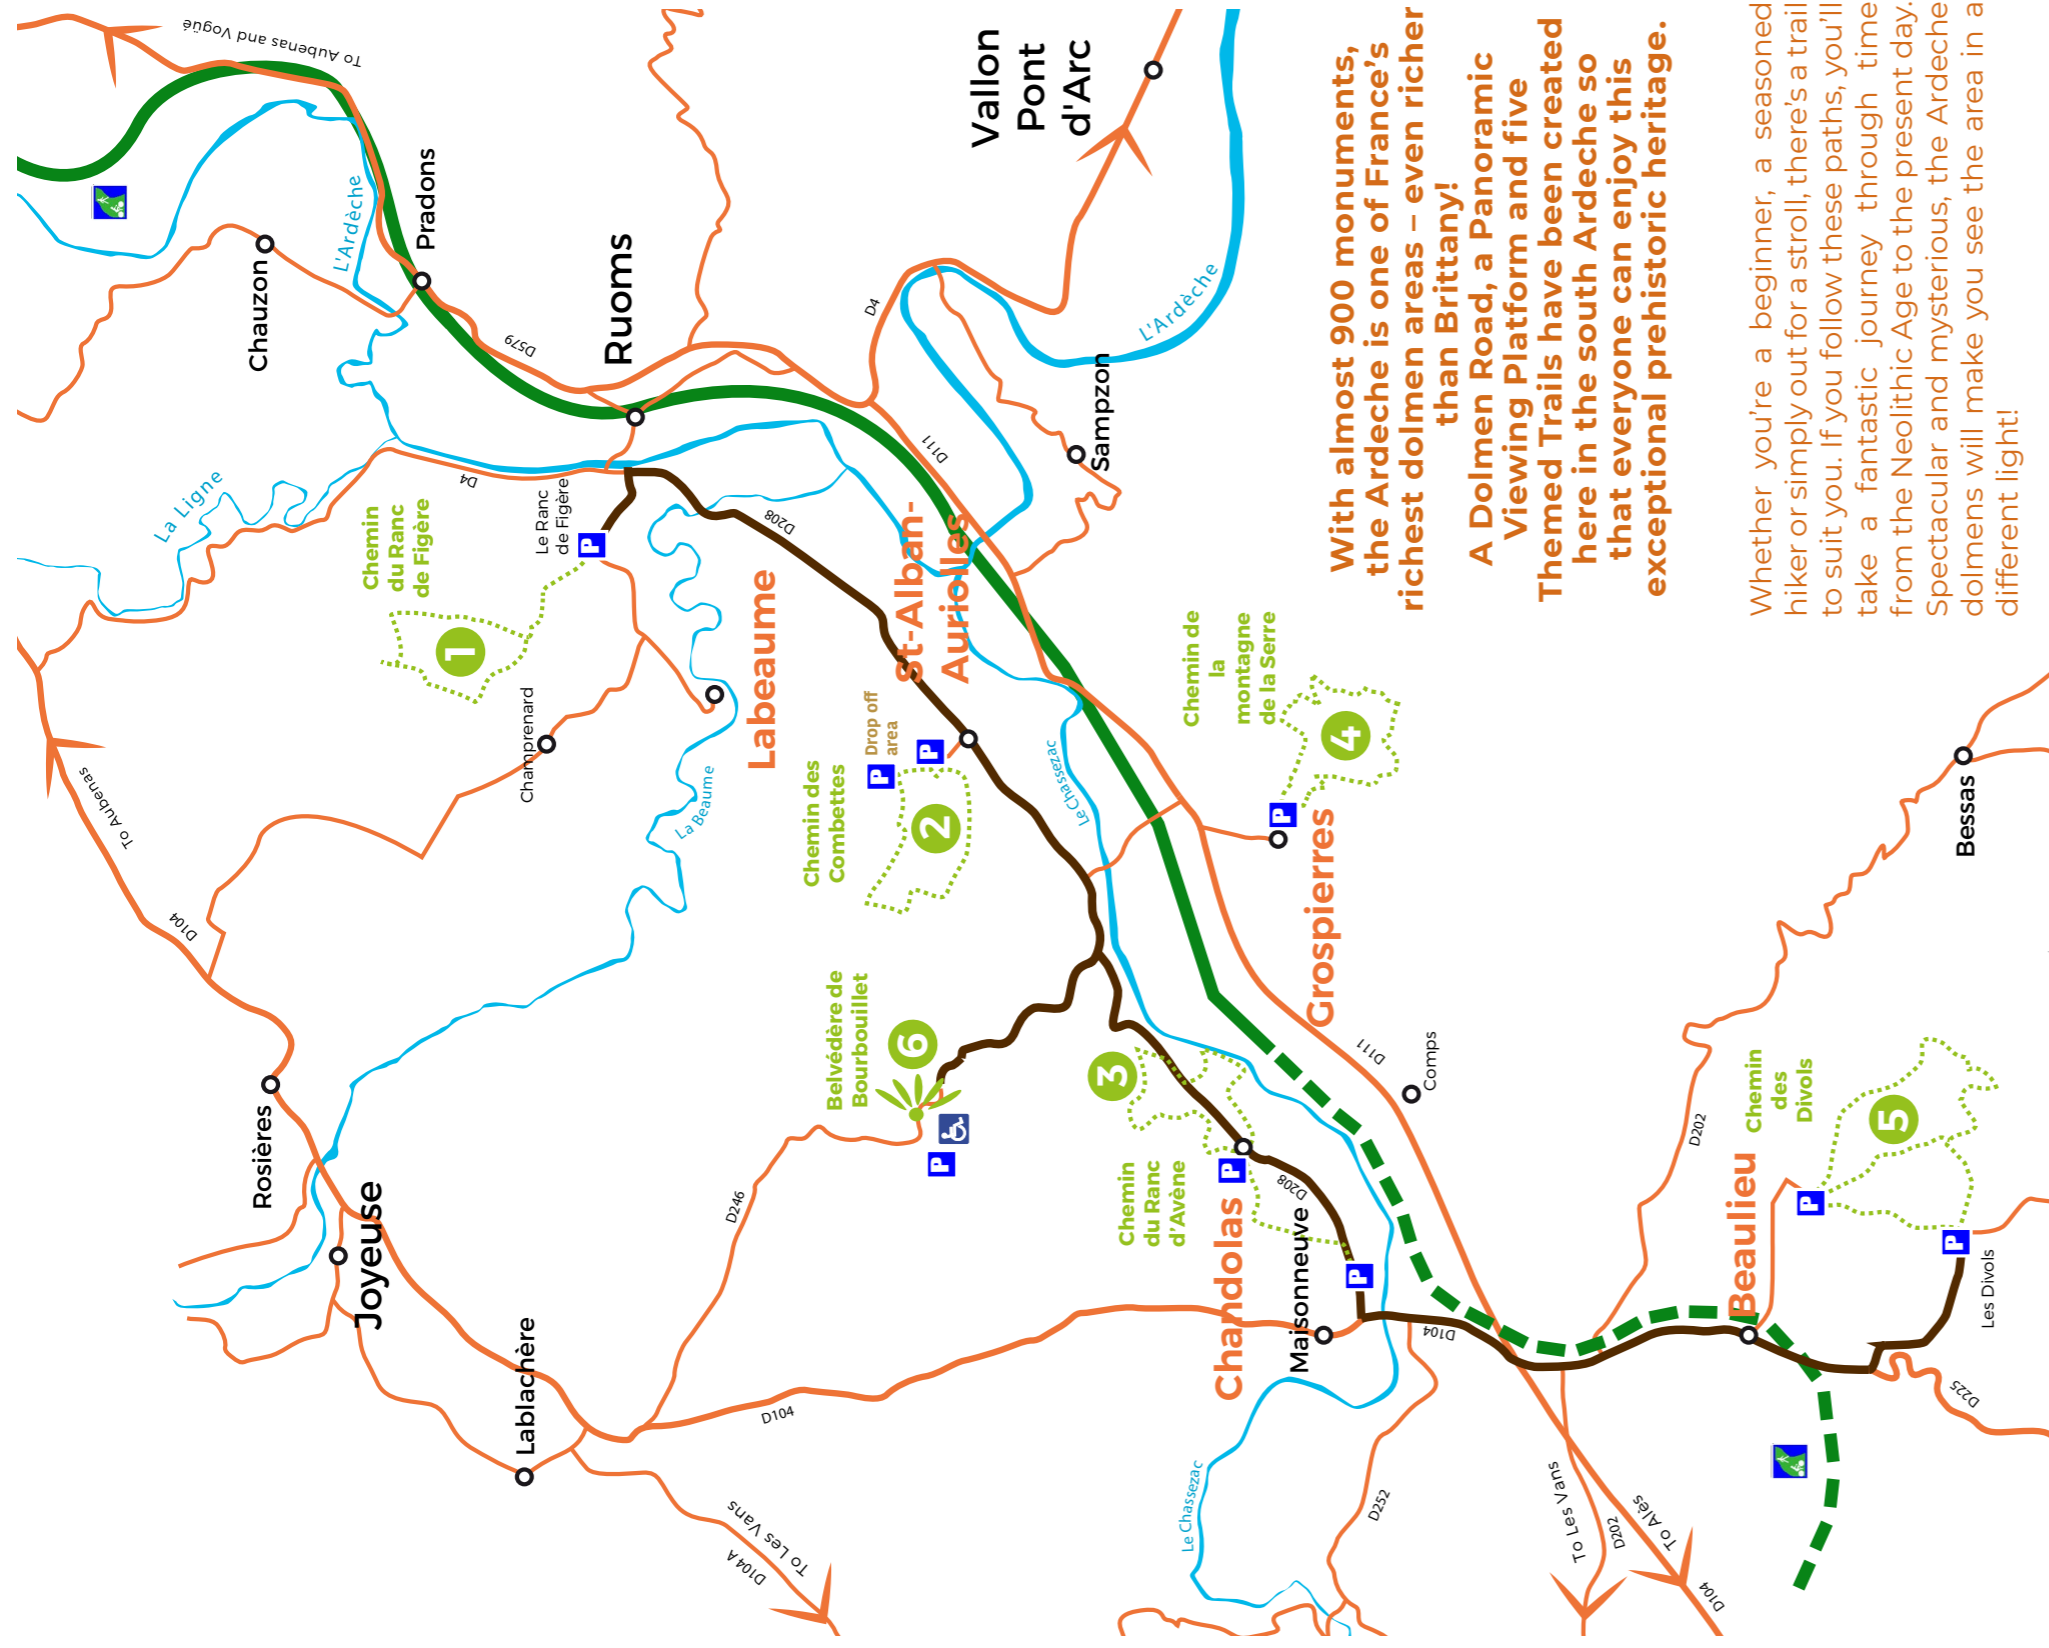 With almost 900 monuments,
the Ardeche is one of France's
richest dolmen areas – even richer
than Brittany!
A Dolmen Road, a Panoramic
Viewing Platform and five
Themed Trails have been created
here in the south Ardeche so
that everyone can enjoy this
exceptional prehistoric heritage.
Whether you're a beginner, a seasoned
hiker or simply out for a stroll, there's a trail
to suit you. If you follow these paths, you'll
take a fantastic journey through time
from the Neolithic Age to the present day.
Spectacular and mysterious, the Ardeche
dolmens will make you see the area in a
different light!
To Aubenas and Vogüé
L'Ardèche
Pradons
Chauzon
Ruoms
D579
Vallon
Pont
d'Arc
D4
L'Ardèche
Sampzon
D111
La Ligne
D4
Le Ranc
de Figère
P
Chemin
du Ranc
de Figère
1
D208
Labeaume
Champrenard
La Beaume
St-Alban-
Auriolles
Drop off
area
P
P
Chemin des
Combettes
2
Le Chassezac
Chemin de
la
montagne
de la Serre
4
P
Grospierres
To Aubenas
D104
Rosières
Joyeuse
Lablachère
Belvédère de
Bourbouillet
6
P
D246
3
Chemin
du Ranc
d'Avène
P
Chandolas
D208
Maisonneuve
P
D104
D111
Comps
Bessas
D202
Chemin
des
Divols
5
P
Beaulieu
P
Les Divols
D225
D104
To Les Vans
D104A
Le Chassezac
D252
To Les Vans
D202
To Alès
D104